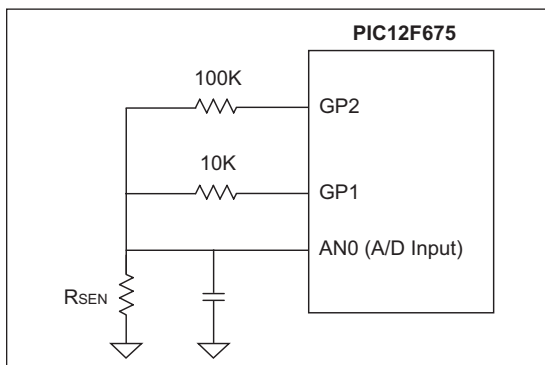 PIC12F675
100K
GP2
10K
GP1
AN0 (A/D Input)
RSEN